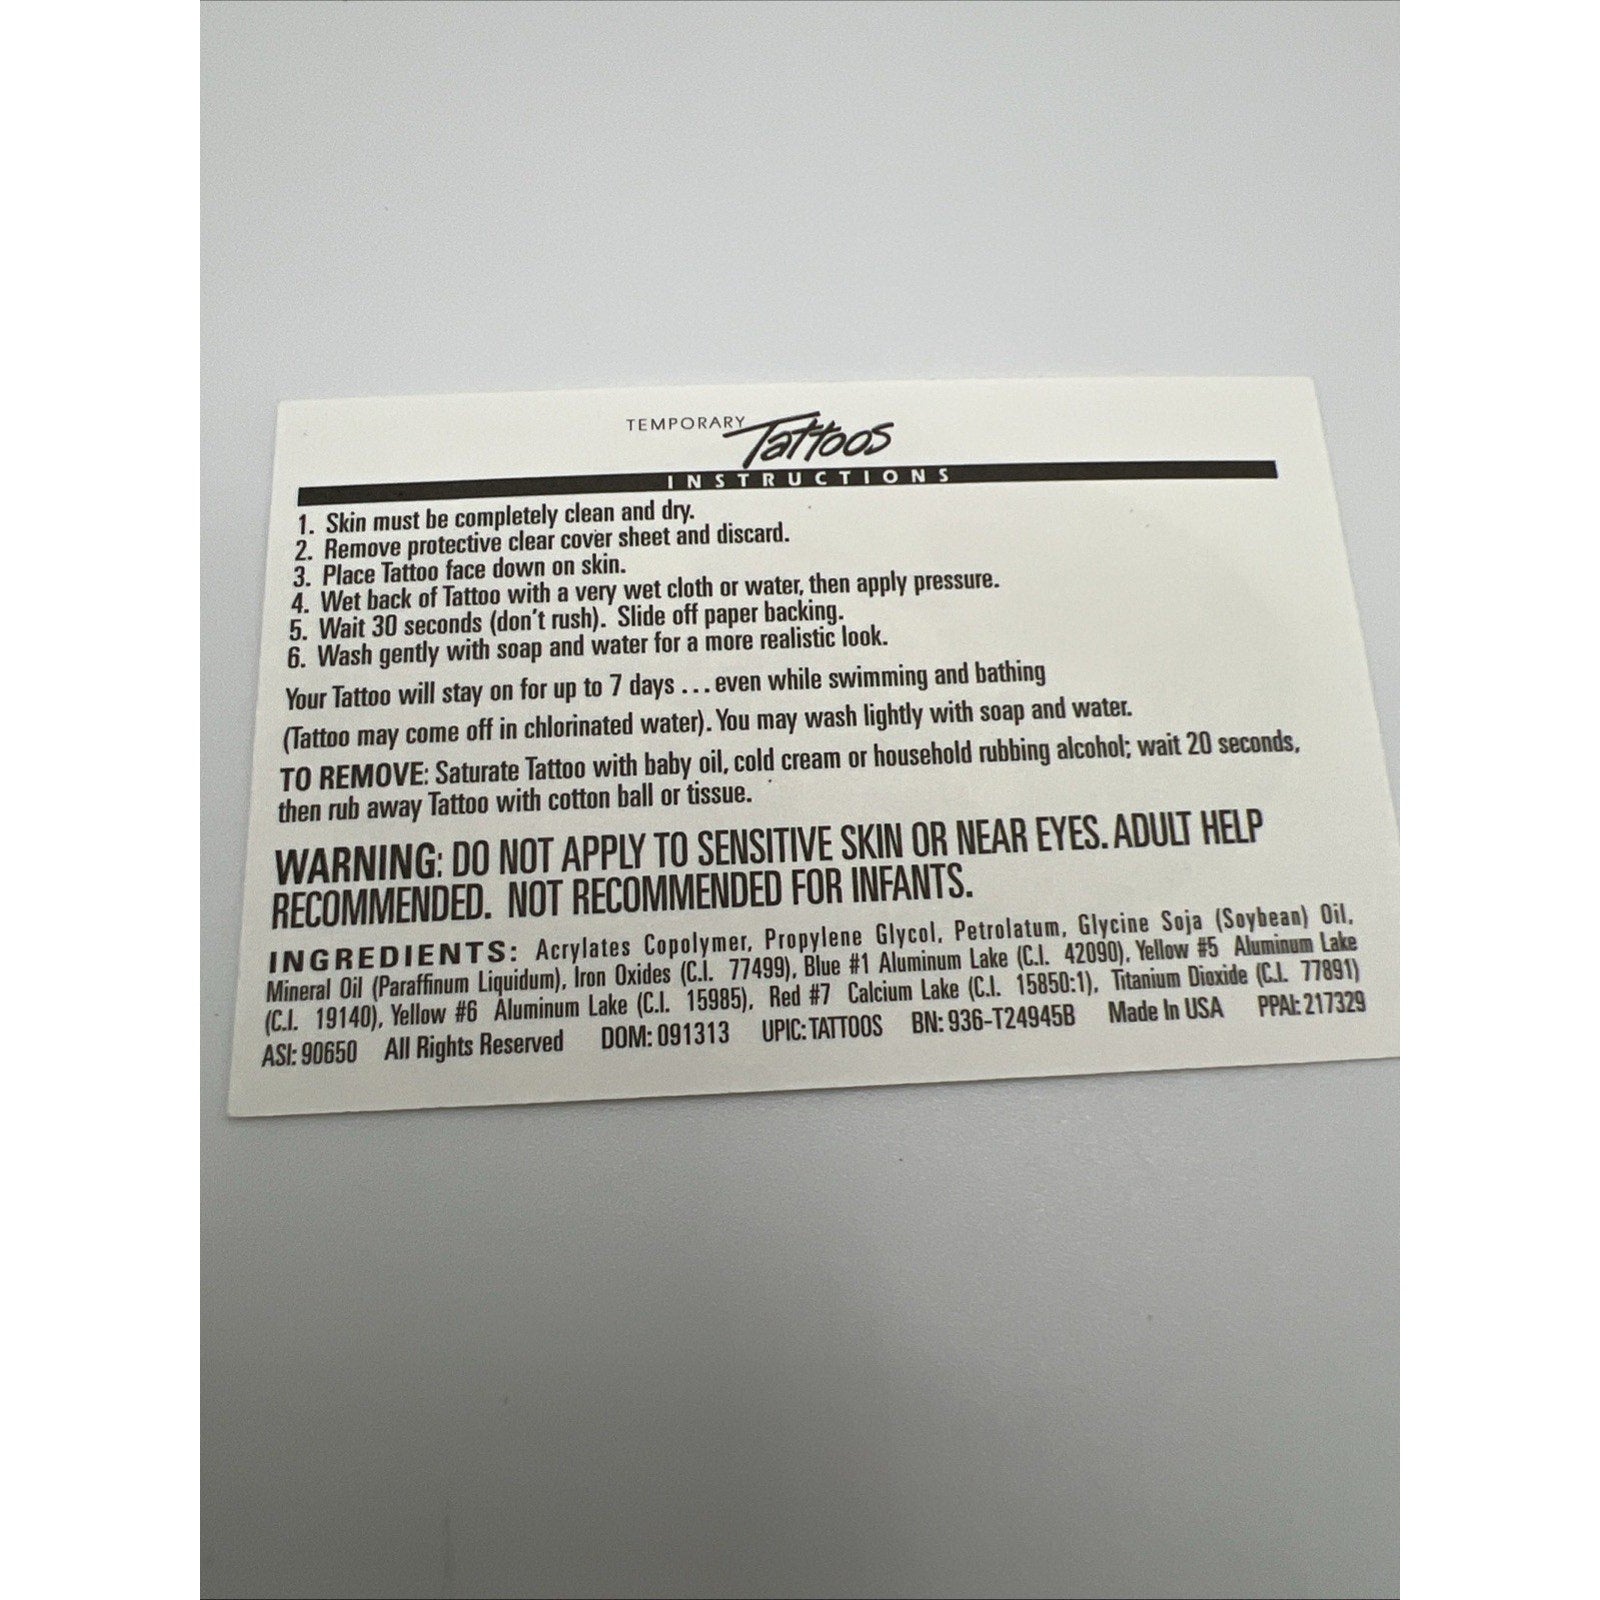 TEMPORARY Tattoos
INSTRUCTIONS
1. Skin must be completely clean and dry.
2. Remove protective clear cover sheet and discard.
3. Place Tattoo face down on skin.
4. Wet back of Tattoo with a very wet cloth or water, then apply pressure.
5. Wait 30 seconds (don't rush). Slide off paper backing.
6. Wash gently with soap and water for a more realistic look.
Your Tattoo will stay on for up to 7 days ... even while swimming and bathing
(Tattoo may come off in chlorinated water). You may wash lightly with soap and water.
TO REMOVE: Saturate Tattoo with baby oil, cold cream or household rubbing alcohol; wait 20 seconds,
then rub away Tattoo with cotton ball or tissue.
WARNING: DO NOT APPLY TO SENSITIVE SKIN OR NEAR EYES. ADULT HELP
RECOMMENDED. NOT RECOMMENDED FOR INFANTS.
INGREDIENTS: Acrylates Copolymer, Propylene Glycol, Petrolatum, Glycine Soja (Soybean) Oil,
Mineral Oil (Paraffinum Liquidum), Iron Oxides (C.I. 77499), Blue #1 Aluminum Lake (C.I. 42090), Yellow #5 Aluminum Lake
(C.I. 19140), Yellow #6 Aluminum Lake (C.I. 15985), Red #7 Calcium Lake (C.I. 15850:1), Titanium Dioxide (C.I. 77891)
ASI: 90650 All Rights Reserved DOM: 091313 UPIC: TATTOOS BN: 936-T24945B Made In USA PPAI: 217329